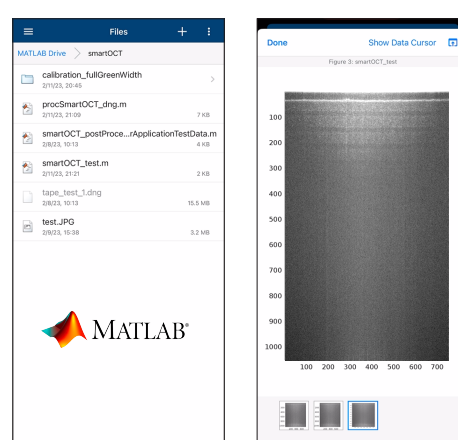 Files
MATLAB Drive smartOCT
calibration_fullGreenWidth
2/11/23, 20:45
procSmartOCT_dng.m
2/11/23, 21:09 7 KB
smartOCT_postProce...rApplicationTestData.m
2/8/23, 10:13 4 KB
smartOCT_test.m
2/11/23, 21:21 2 KB
tape_test_1.dng
2/8/23, 10:13 15.5 MB
test.JPG
2/9/23, 15:38 3.2 MB
MATLAB®
Done Show Data Cursor
Figure 3: smartOCT_test
100
200
300
400
500
600
700
800
900
1000
100 200 300 400 500 600 700